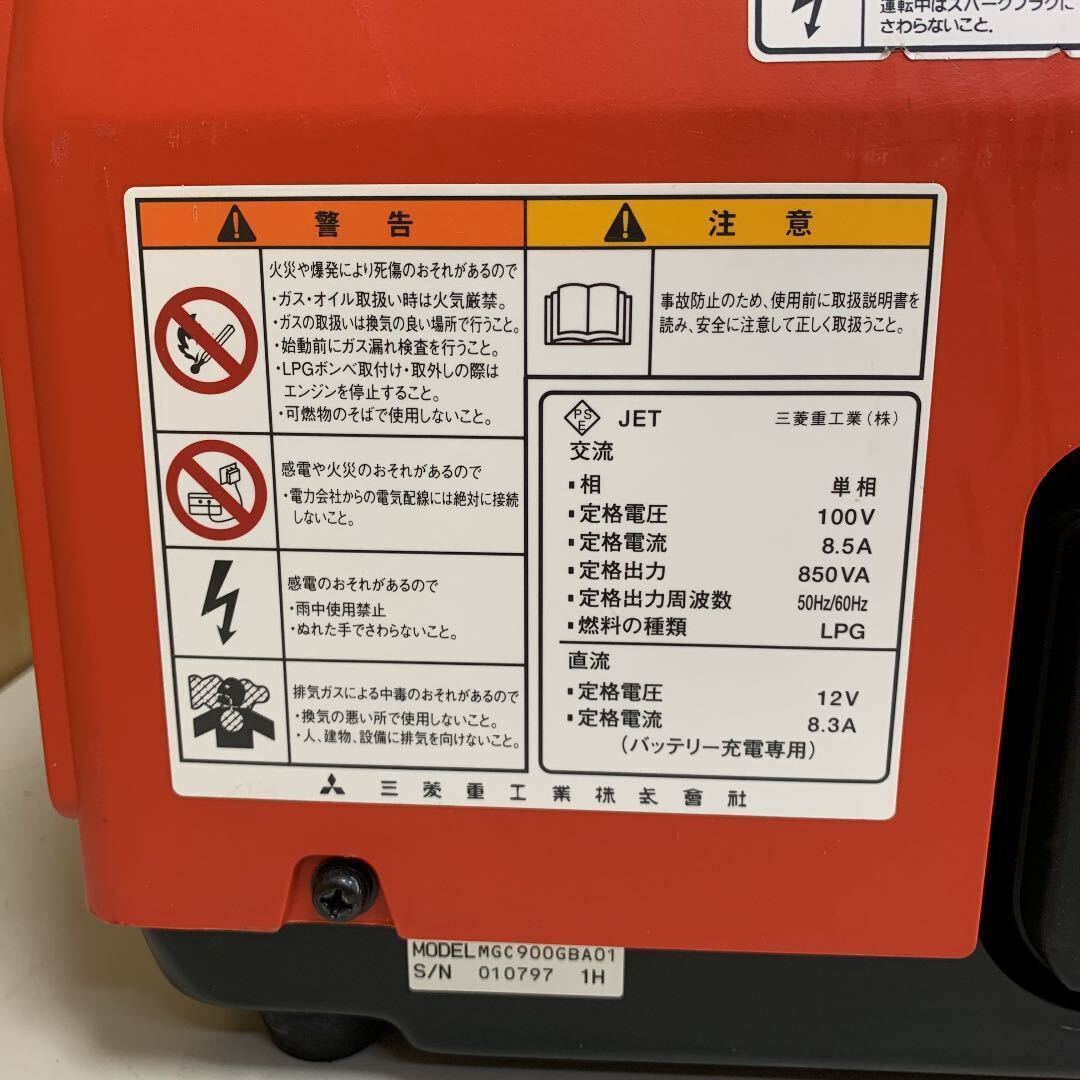 運転中はスパークプラグに
さわらないこと.
警告
火災や爆発により死傷のおそれがあるので
・ガス・オイル取扱い時は火気厳禁。
・ガスの取扱いは換気の良い場所で行うこと。
・始動前にガス漏れ検査を行うこと。
・LPGボンベ取付け・取外しの際は
エンジンを停止すること。
・可燃物のそばで使用しないこと。
感電や火災のおそれがあるので
・電力会社からの電気配線には絶対に接続
しないこと。
感電のおそれがあるので
・雨中使用禁止
・ぬれた手でさわらないこと。
排気ガスによる中毒のおそれがあるので
・換気の悪い所で使用しないこと。
・人、建物、設備に排気を向けないこと。
注意
事故防止のため、使用前に取扱説明書を
読み、安全に注意して正しく取扱うこと。
PSE JET 三菱重工業(株)
交流
▪相 単相
▪定格電圧 100V
▪定格電流 8.5A
▪定格出力 850VA
▪定格出力周波数 50Hz/60Hz
▪燃料の種類 LPG
直流
▪定格電圧 12V
▪定格電流 8.3A
(バッテリー充電専用)
三菱重工業株式會社
MODEL MGC900GBA01
S/N 010797 1H